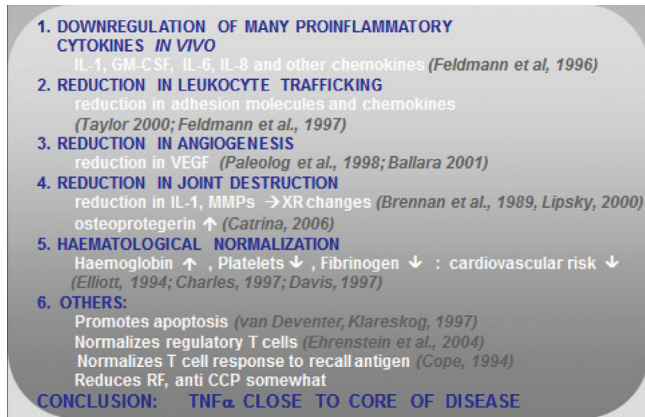 1. DOWNREGULATION OF MANY PROINFLAMMATORY
CYTOKINES IN VIVO
IL-1, GM-CSF, IL-6, IL-8 and other chemokines (Feldmann et al, 1996)
2. REDUCTION IN LEUKOCYTE TRAFFICKING
reduction in adhesion molecules and chemokines
(Taylor 2000; Feldmann et al., 1997)
3. REDUCTION IN ANGIOGENESIS
reduction in VEGF (Paleolog et al., 1998; Ballara 2001)
4. REDUCTION IN JOINT DESTRUCTION
reduction in IL-1, MMPs → XR changes (Brennan et al., 1989, Lipsky, 2000)
osteoprotegerin ↑ (Catrina, 2006)
5. HAEMATOLOGICAL NORMALIZATION
Haemoglobin ↑ , Platelets ↓ , Fibrinogen ↓ : cardiovascular risk ↓
(Elliott, 1994; Charles, 1997; Davis, 1997)
6. OTHERS:
Promotes apoptosis (van Deventer, Klareskog, 1997)
Normalizes regulatory T cells (Ehrenstein et al., 2004)
Normalizes T cell response to recall antigen (Cope, 1994)
Reduces RF, anti CCP somewhat
CONCLUSION: TNFα CLOSE TO CORE OF DISEASE